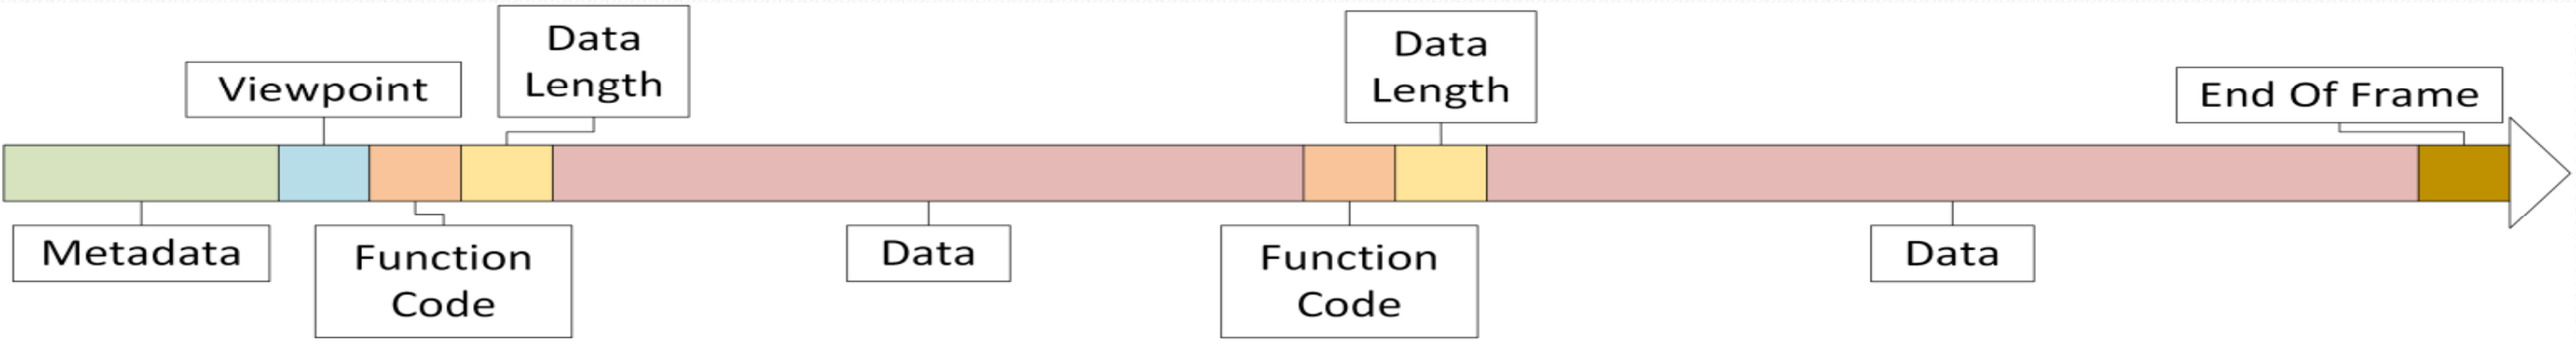 Data
Length
Data
Length
Viewpoint
End Of Frame
Metadata
Function
Code
Data
Function
Code
Data